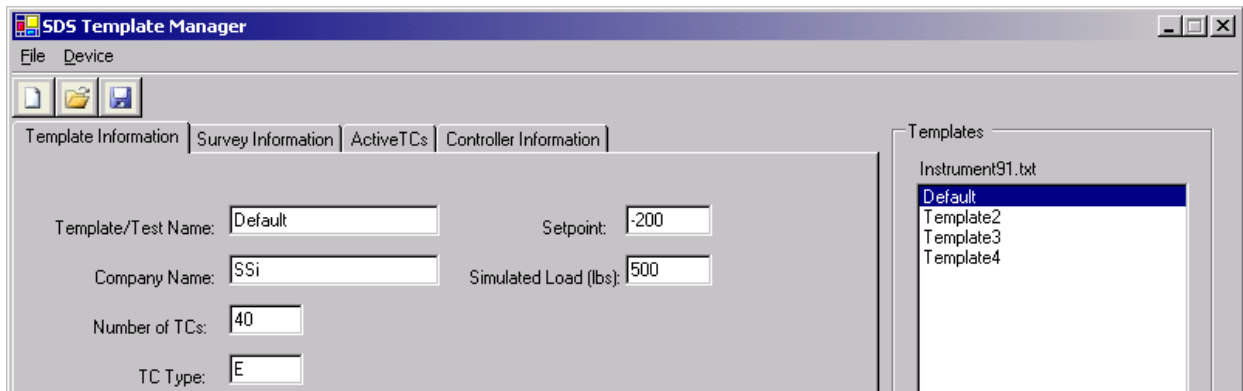 SDS Template Manager
File Device
Template Information Survey Information ActiveTCs Controller Information
Templates
Instrument91.txt
Default
Template2
Template3
Template4
Template/Test Name: Default Setpoint: -200
Company Name: SSi Simulated Load (lbs): 500
Number of TCs: 40
TC Type: E